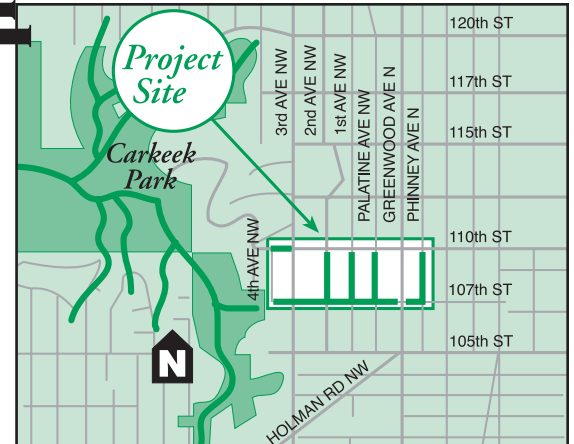 Project
Site
Carkeek
Park
3rd AVE NW
2nd AVE NW
1st AVE NW
PALATINE AVE NW
GREENWOOD AVE N
PHINNEY AVE N
4th AVE NW
120th ST
117th ST
115th ST
110th ST
107th ST
105th ST
HOLMAN RD NW
N